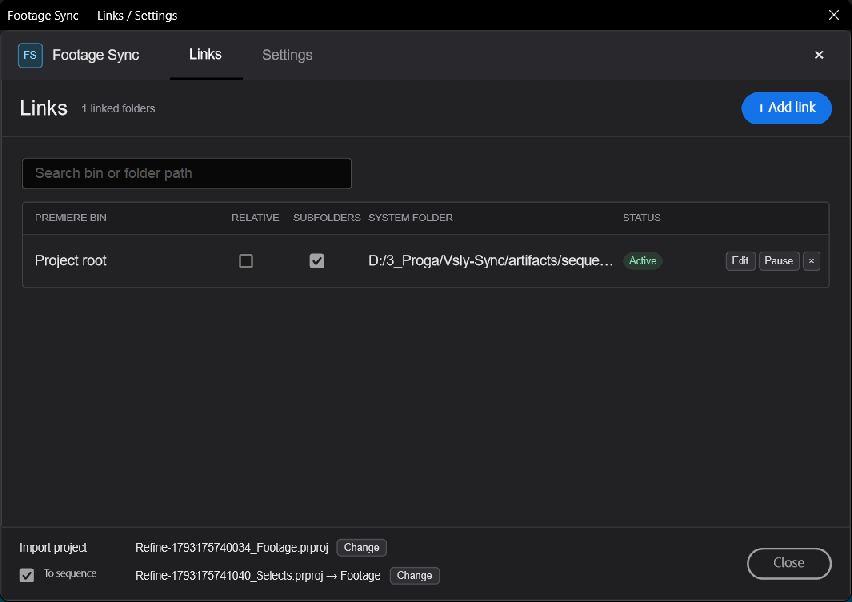 Footage Sync Links / Settings
FS Footage Sync Links Settings
Links 1 linked folders
+ Add link
Search bin or folder path
PREMIERE BIN RELATIVE SUBFOLDERS SYSTEM FOLDER STATUS
Project root D:/3_Proga/Vsly-Sync/artifacts/seque... Active Edit Pause ×
Import project Refine-1793175740034_Footage.prproj Change
To sequence Refine-1793175741040_Selects.prproj → Footage Change
Close